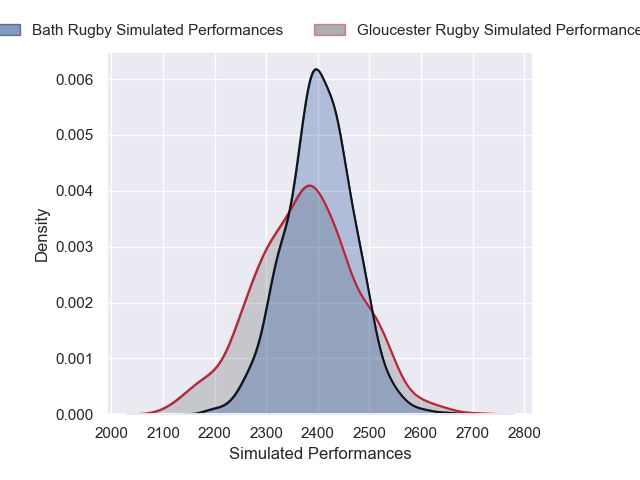 Bath Rugby Simulated Performances Gloucester Rugby Simulated Performance
0.006
0.005
0.004
0.003
0.002
0.001
0.000
Density
2000 2100 2200 2300 2400 2500 2600 2700 2800
Simulated Performances